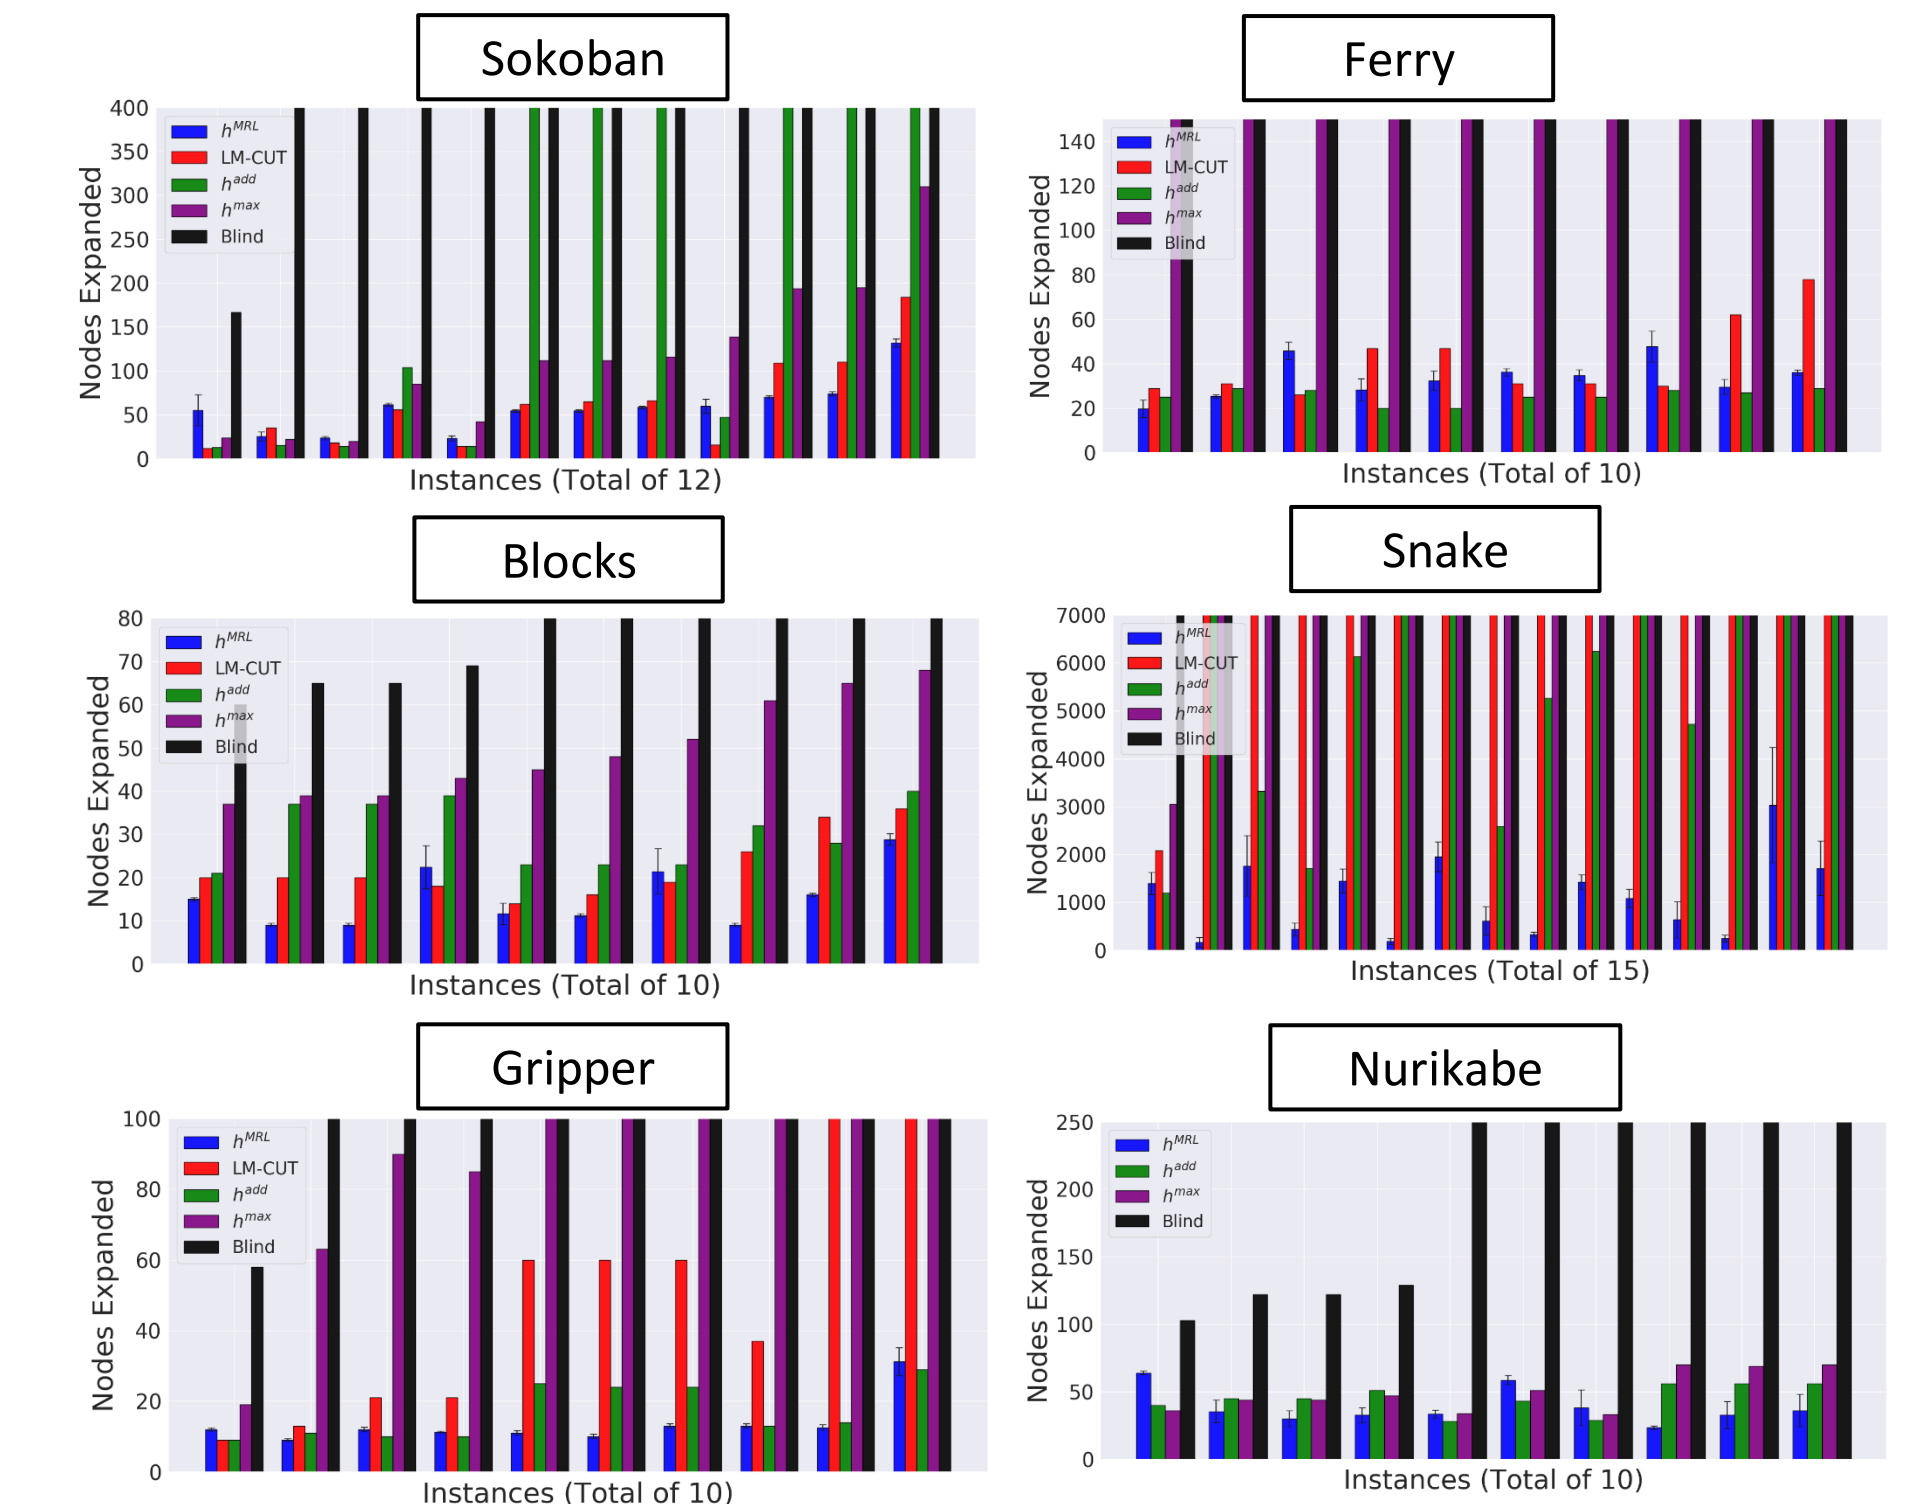 Sokoban
400
350
300
250
200
150
100
50
0
Nodes Expanded
h^MRL
LM-CUT
h^add
h^max
Blind
Instances (Total of 12)
Ferry
140
120
100
80
60
40
20
0
Nodes Expanded
h^MRL
LM-CUT
h^add
h^max
Blind
Instances (Total of 10)
Blocks
80
70
60
50
40
30
20
10
0
Nodes Expanded
h^MRL
LM-CUT
h^add
h^max
Blind
Instances (Total of 10)
Snake
7000
6000
5000
4000
3000
2000
1000
0
Nodes Expanded
h^MRL
LM-CUT
h^add
h^max
Blind
Instances (Total of 15)
Gripper
100
80
60
40
20
0
Nodes Expanded
h^MRL
LM-CUT
h^add
h^max
Blind
Instances (Total of 10)
Nurikabe
250
200
150
100
50
0
Nodes Expanded
h^MRL
h^add
h^max
Blind
Instances (Total of 10)